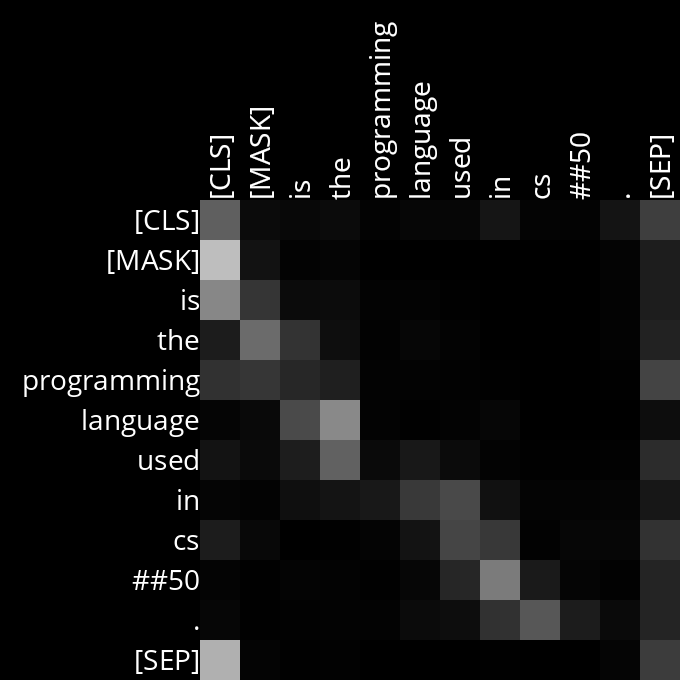 [CLS]
[MASK]
is
the
programming
language
used
in
cs
##50
.
[SEP]
[CLS]
[MASK]
is
the
programming
language
used
in
cs
##50
.
[SEP]